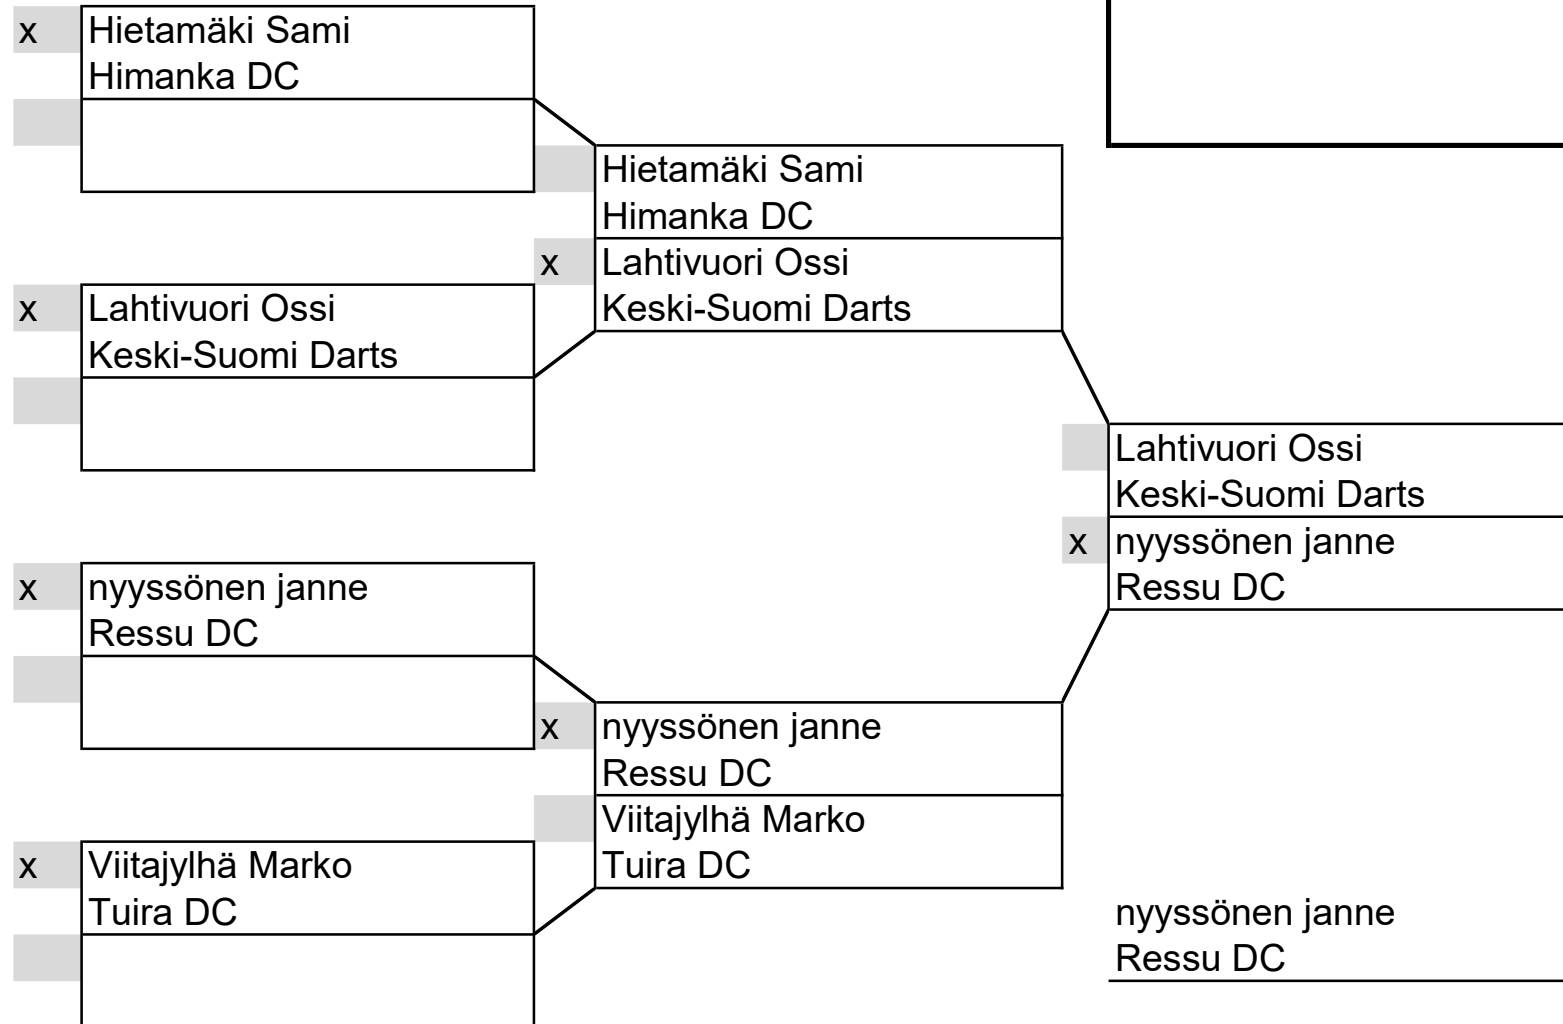 x Hietamäki Sami
Himanka DC
Hietamäki Sami
Himanka DC
x Lahtivuori Ossi
Keski-Suomi Darts
x Lahtivuori Ossi
Keski-Suomi Darts
Lahtivuori Ossi
Keski-Suomi Darts
x nyyssönen janne
Ressu DC
x nyyssönen janne
Ressu DC
x nyyssönen janne
Ressu DC
Viitajylhä Marko
Tuira DC
x Viitajylhä Marko
Tuira DC
nyyssönen janne
Ressu DC